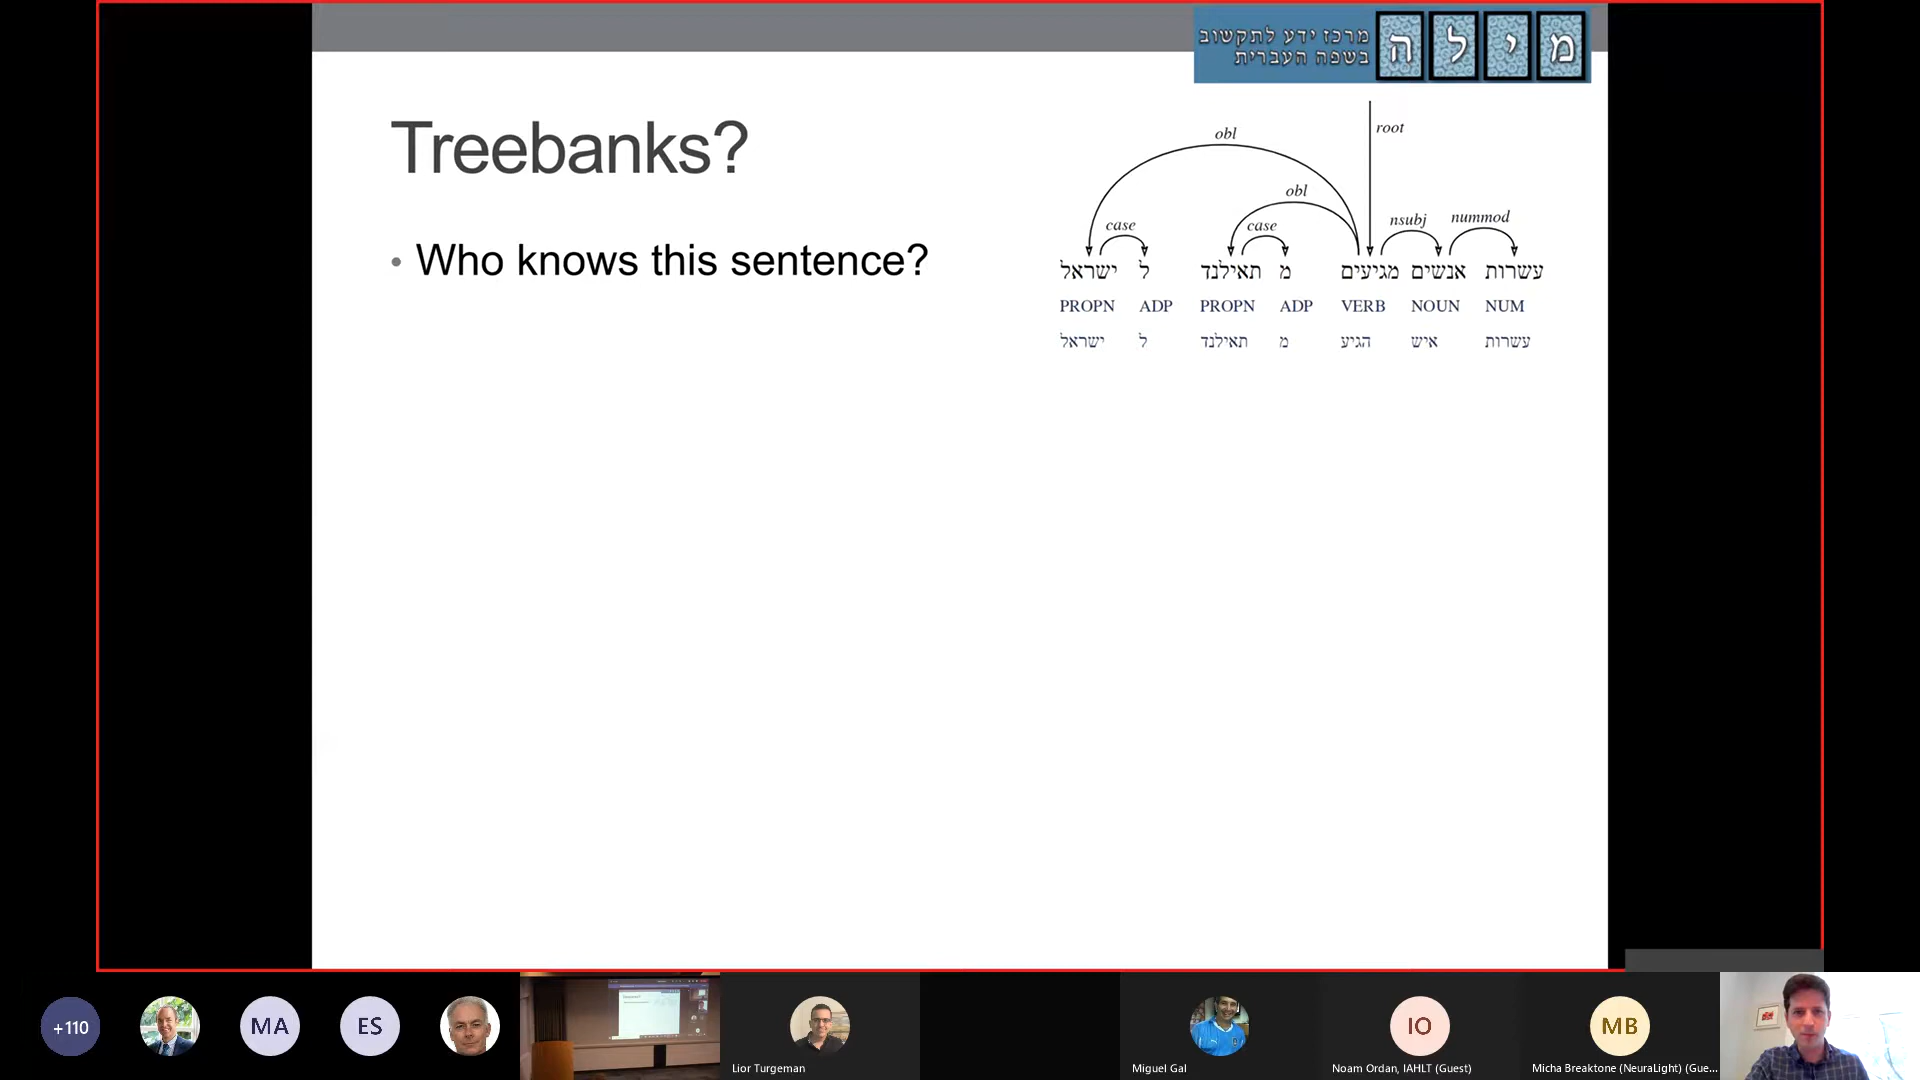 מרכז ידע לתקשוב
בשפה העברית
מ י ל ה
Treebanks?
• Who knows this sentence?
root
obl
obl
case
case
nsubj
nummod
עשרות אנשים מגיעים מ תאילנד ל ישראל
PROPN ADP PROPN ADP VERB NOUN NUM
עשרות איש הגיע מ תאילנד ל ישראל
+110
MA
ES
Lior Turgeman
Miguel Gal
IO
Noam Ordan, IAHLT (Guest)
MB
Micha Breaktone (NeuraLight) (Gue...